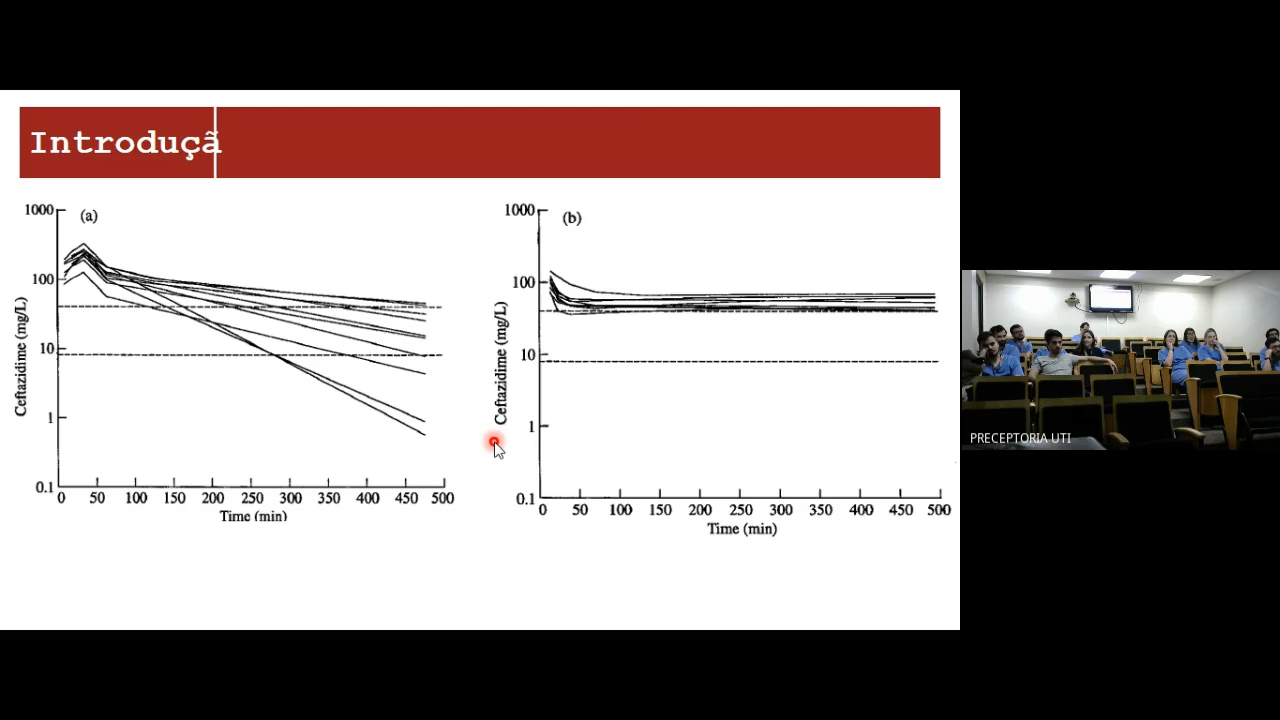 Introduçã
(a)
1000
100
10
1
0.1
Ceftazidime (mg/L)
0 50 100 150 200 250 300 350 400 450 500
Time (min)
(b)
1000
100
10
1
0.1
Ceftazidime (mg/L)
0 50 100 150 200 250 300 350 400 450 500
Time (min)
PRECEPTORIA UTI